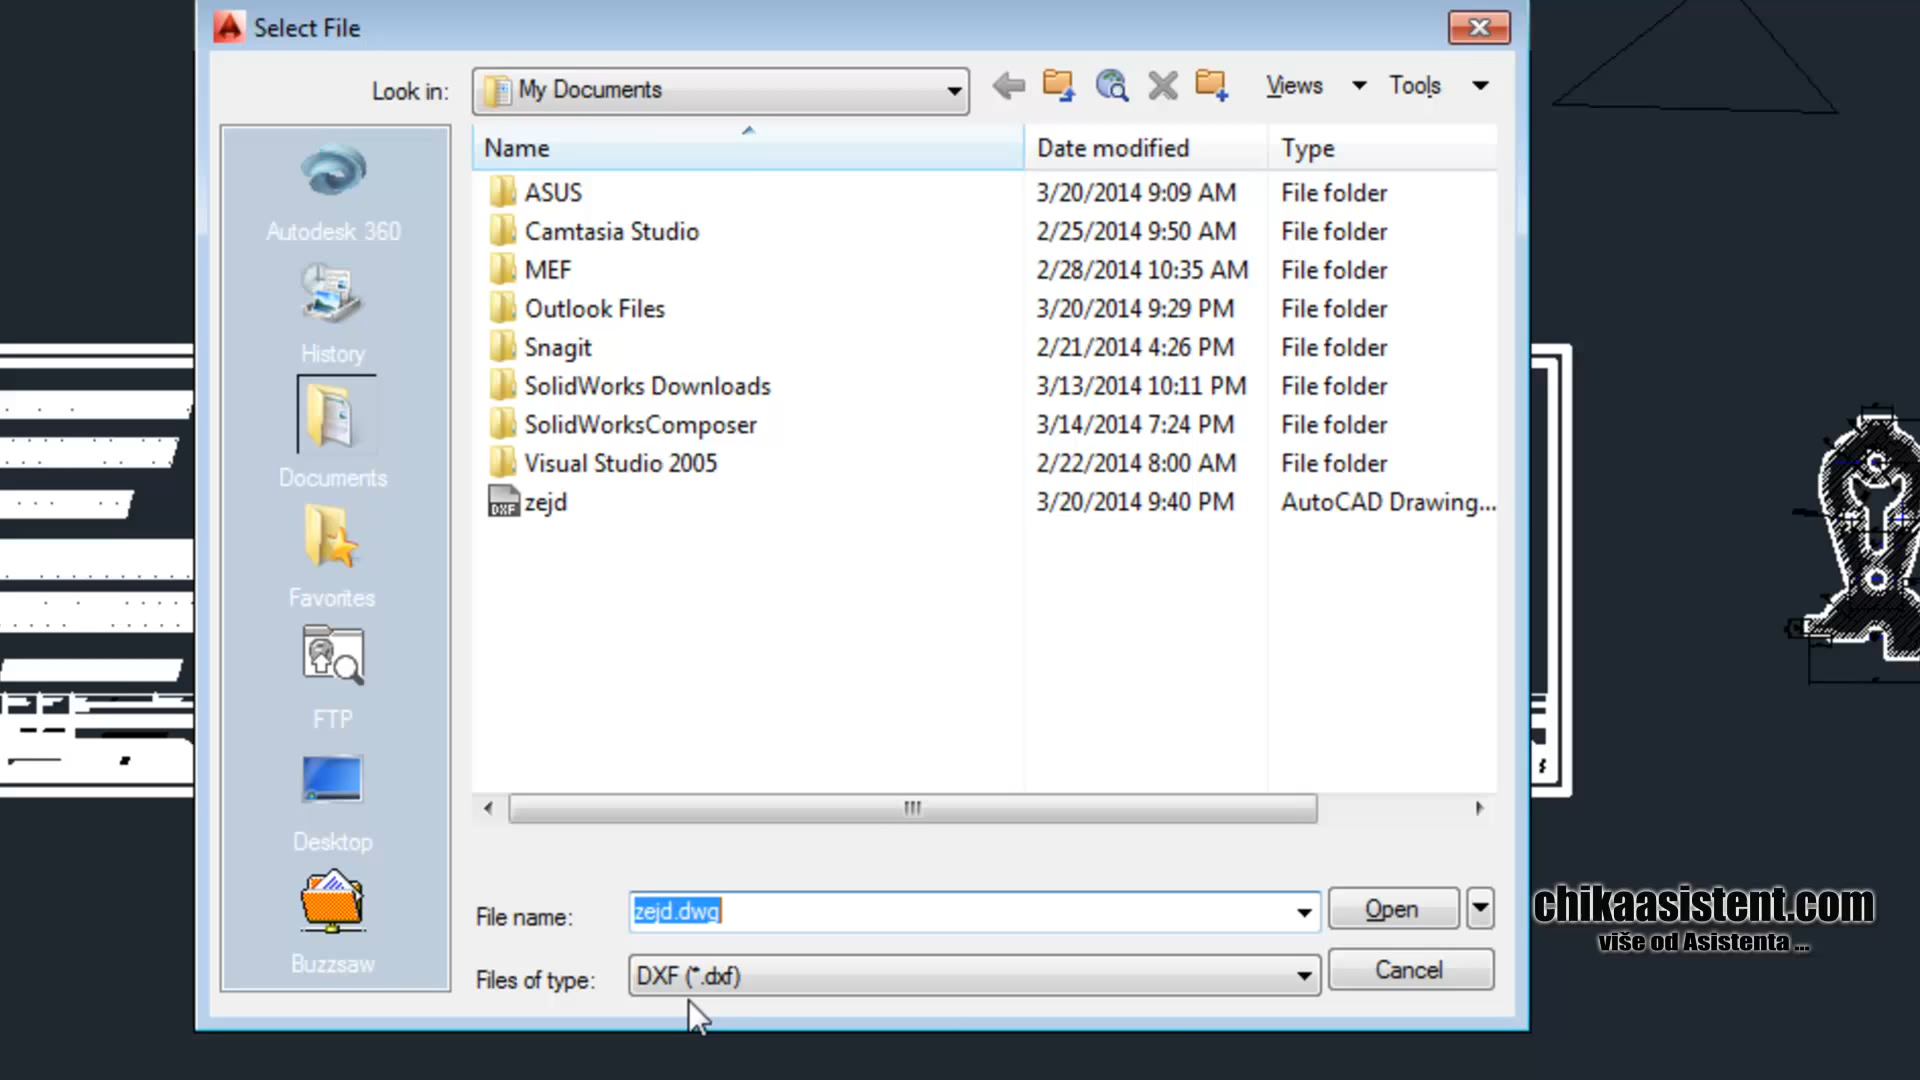 Select File
Look in: My Documents Views Tools
Name Date modified Type
ASUS 3/20/2014 9:09 AM File folder
Camtasia Studio 2/25/2014 9:50 AM File folder
MEF 2/28/2014 10:35 AM File folder
Outlook Files 3/20/2014 9:29 PM File folder
Snagit 2/21/2014 4:26 PM File folder
SolidWorks Downloads 3/13/2014 10:11 PM File folder
SolidWorksComposer 3/14/2014 7:24 PM File folder
Visual Studio 2005 2/22/2014 8:00 AM File folder
DXF zejd 3/20/2014 9:40 PM AutoCAD Drawing...
Autodesk 360
History
Documents
Favorites
FTP
Desktop
Buzzsaw
File name: zejd.dwg Open
Files of type: DXF (*.dxf) Cancel
chikaasistent.com
više od Asistenta ...